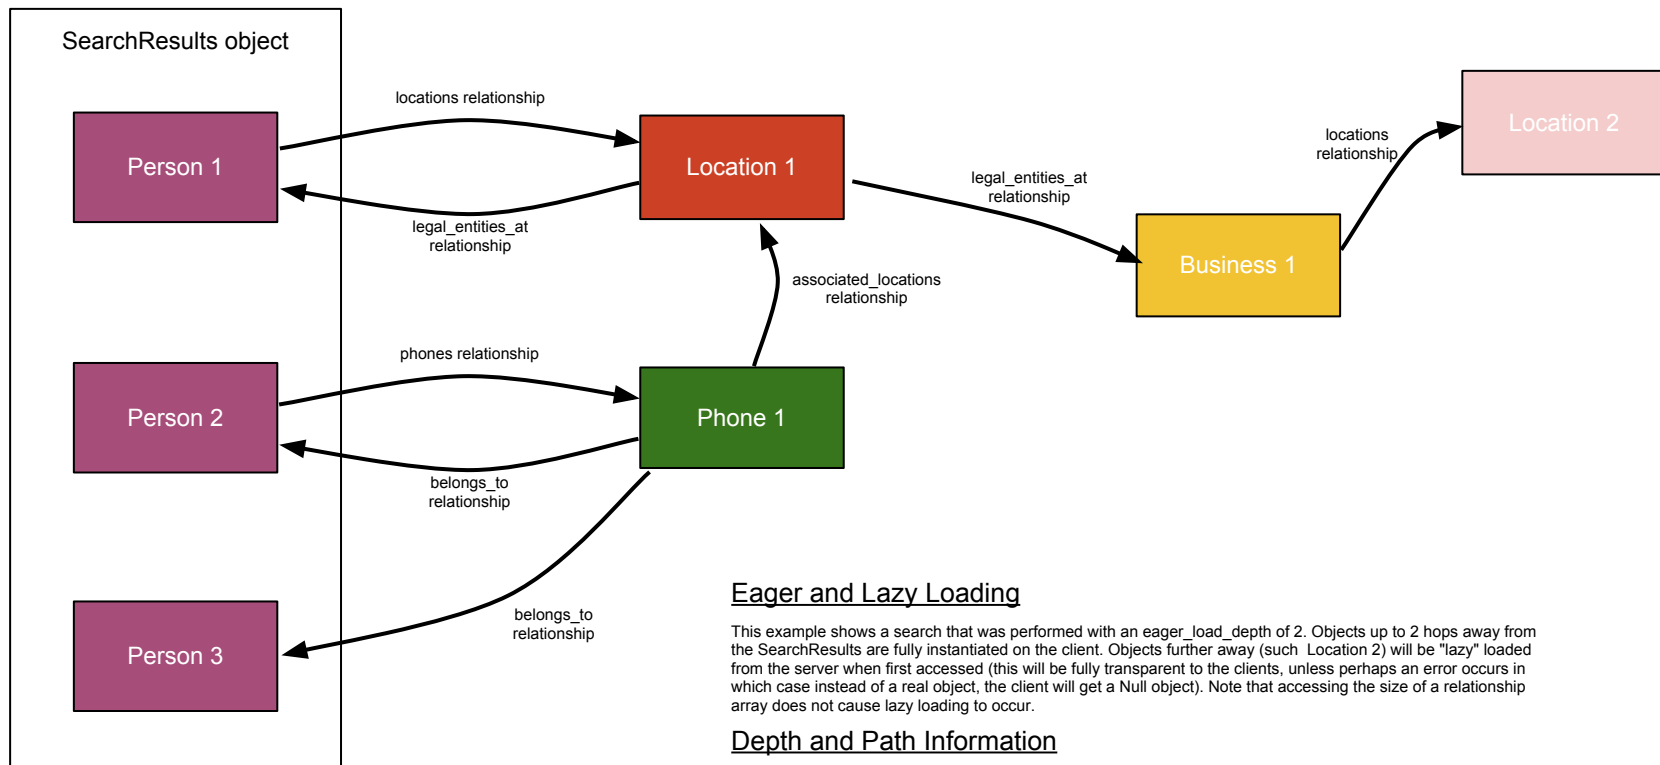 SearchResults object
locations relationship
Person 1
Location 1
legal_entities_at
relationship
legal_entities_at
relationship
locations
relationship
Location 2
Business 1
associated_locations
relationship
phones relationship
Person 2
Phone 1
belongs_to
relationship
belongs_to
relationship
Person 3
Eager and Lazy Loading
This example shows a search that was performed with an eager_load_depth of 2. Objects up to 2 hops away from
the SearchResults are fully instantiated on the client. Objects further away (such  Location 2) will be "lazy" loaded
from the server when first accessed (this will be fully transparent to the clients, unless perhaps an error occurs in
which case instead of a real object, the client will get a Null object). Note that accessing the size of a relationship
array does not cause lazy loading to occur.
Depth and Path Information